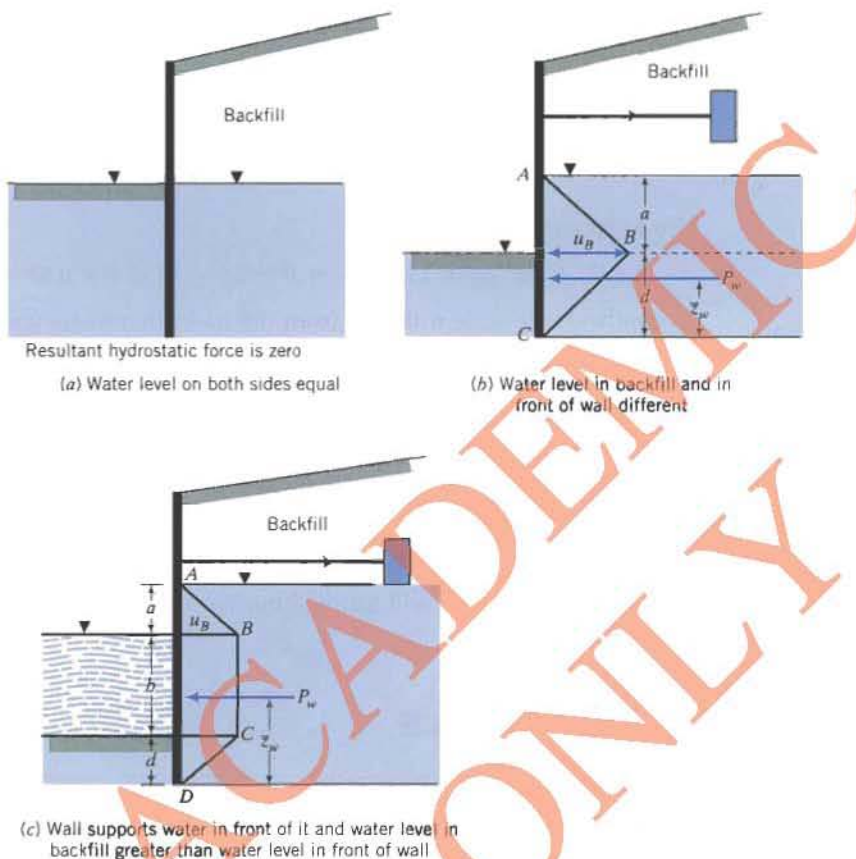 Backfill
Resultant hydrostatic force is zero
(a) Water level on both sides equal
Backfill
A
a
u_B
B
P_w
d
z̄_w
C
(b) Water level in backfill and in
front of wall different
Backfill
A
a
u_B
B
b
P_w
z̄_w
C
d
D
(c) Wall supports water in front of it and water level in
backfill greater than water level in front of wall
ACADEMIC
ONLY